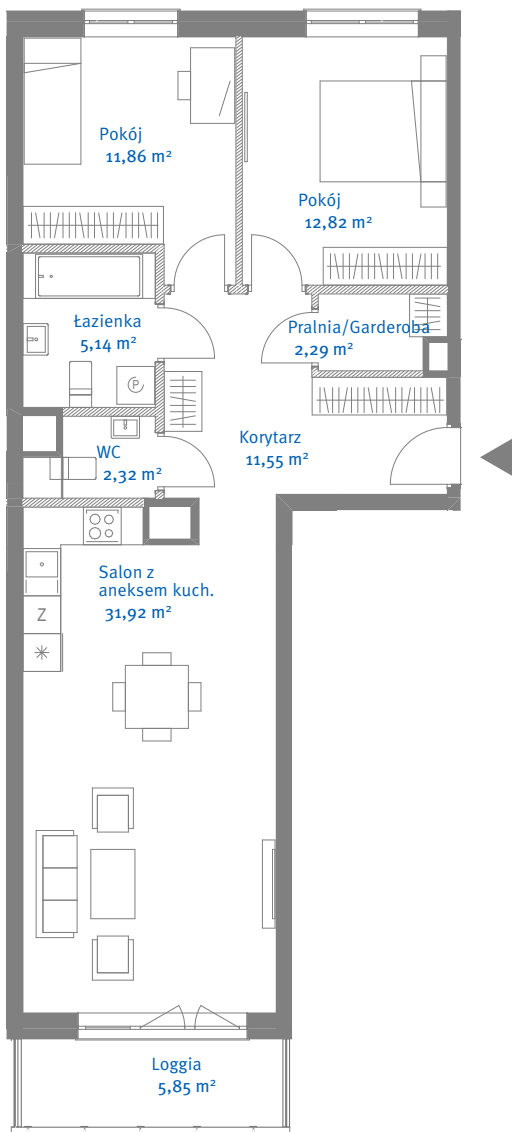 Pokój
11,86 m²
Pokój
12,82 m²
Łazienka
5,14 m²
Pralnia/Garderoba
2,29 m²
P
WC
2,32 m²
Korytarz
11,55 m²
Salon z
aneksem kuch.
31,92 m²
Z
Loggia
5,85 m²